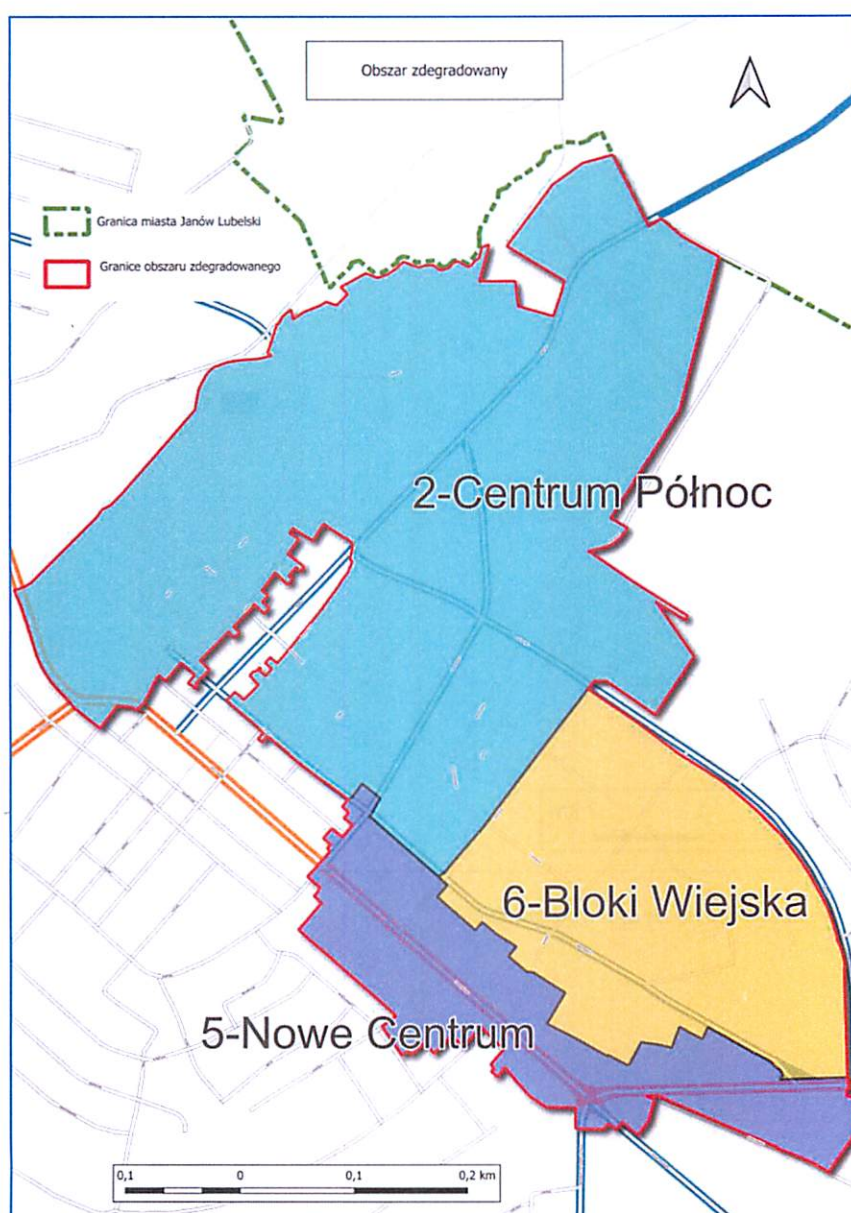 Obszar zdegradowany
Granica miasta Janów Lubelski
Granice obszaru zdegradowanego
2-Centrum Północ
6-Bloki Wiejska
5-Nowe Centrum
0,1 0 0,1 0,2 km